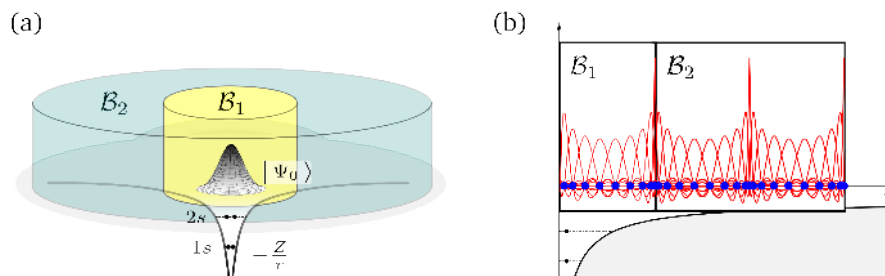 (a)
(b)
𝓑₂
𝓑₁
|Ψ₀⟩
2s
1s
−Z/r
𝓑₁
𝓑₂